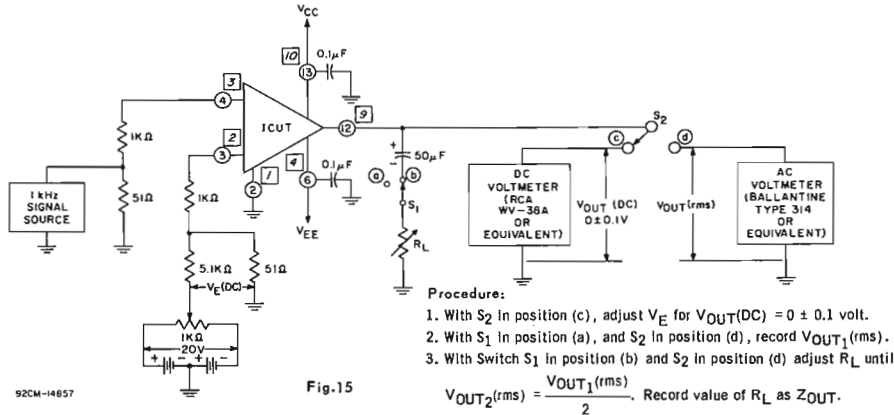 VCC
10
0.1µF
13
3
4
ICUT
9
12
S2
1KΩ
2
3
4
0.1µF
+
-
50µF
(c)
(d)
1
2
6
(a)
(b)
S1
1 kHz
SIGNAL
SOURCE
51Ω
1KΩ
VEE
RL
DC
VOLTMETER
(RCA
WV-38A
OR
EQUIVALENT)
VOUT (DC)
0±0.1V
VOUT(rms)
AC
VOLTMETER
(BALLANTINE
TYPE 314
OR
EQUIVALENT)
5.1KΩ
51Ω
VE(DC)
1KΩ
20V
+ - + -
Procedure:
1. With S2 in position (c), adjust VE for VOUT(DC) = 0 ± 0.1 volt.
2. With S1 in position (a), and S2 in position (d), record VOUT1(rms).
3. With Switch S1 in position (b) and S2 in position (d) adjust RL until
VOUT2(rms) = VOUT1(rms) / 2 . Record value of RL as ZOUT.
92CM-14857
Fig.15